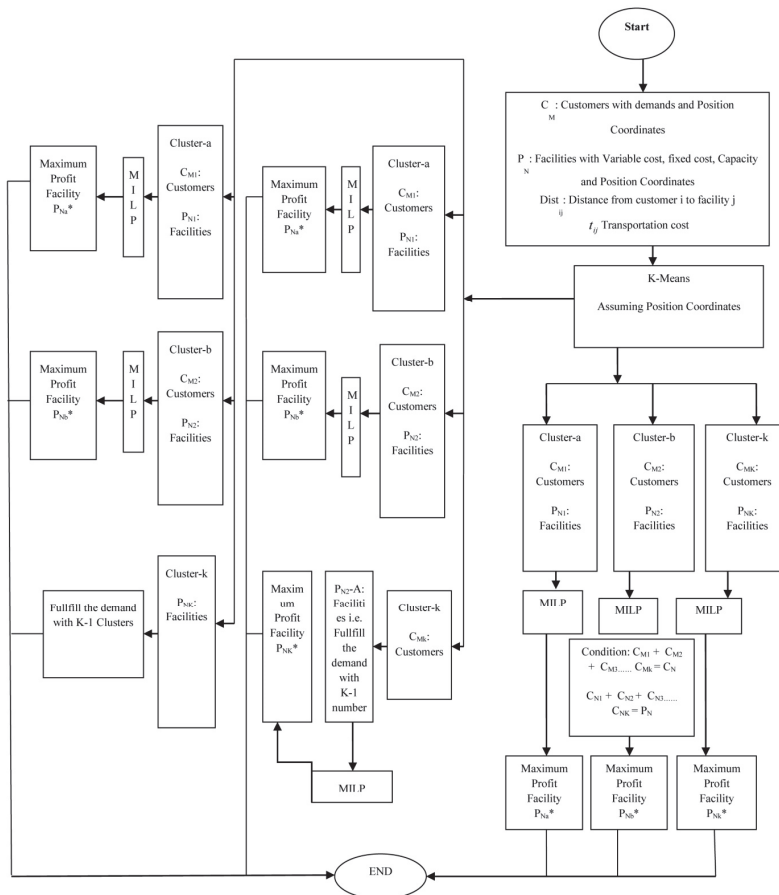 Start
C_M : Customers with demands and Position
Coordinates
P_N : Facilities with Variable cost, fixed cost, Capacity
and Position Coordinates
Dist_ij : Distance from customer i to facility j
t_ij Transportation cost
K-Means
Assuming Position Coordinates
Maximum
Profit
Facility
P_Na*
M
I
L
P
Cluster-a
C_M1:
Customers
P_N1:
Facilities
Maximum
Profit
Facility
P_Na*
M
I
L
P
Cluster-a
C_M1:
Customers
P_N1:
Facilities
Maximum
Profit
Facility
P_Nb*
M
I
L
P
Cluster-b
C_M2:
Customers
P_N2:
Facilities
Maximum
Profit
Facility
P_Nb*
M
I
L
P
Cluster-b
C_M2:
Customers
P_N2:
Facilities
Fullfill the demand
with K-1 Clusters
Cluster-k
P_NK:
Facilities
Maxim
um
Profit
Facility
P_NK*
P_N2-A:
Facilit
es i.e.
Fullfill
the
demand
with
K-1
number
Cluster-k
C_Mk:
Customers
MILP
Cluster-a
C_M1:
Customers
P_N1:
Facilities
Cluster-b
C_M2:
Customers
P_N2:
Facilities
Cluster-k
C_MK:
Customers
P_NK:
Facilities
MILP
MILP
MILP
Condition: C_M1 + C_M2
+ C_M3...... C_Mk = C_N
C_N1 + C_N2 + C_N3......
C_NK = P_N
Maximum
Profit
Facility
P_Na*
Maximum
Profit
Facility
P_Nb*
Maximum
Profit
Facility
P_Nk*
END